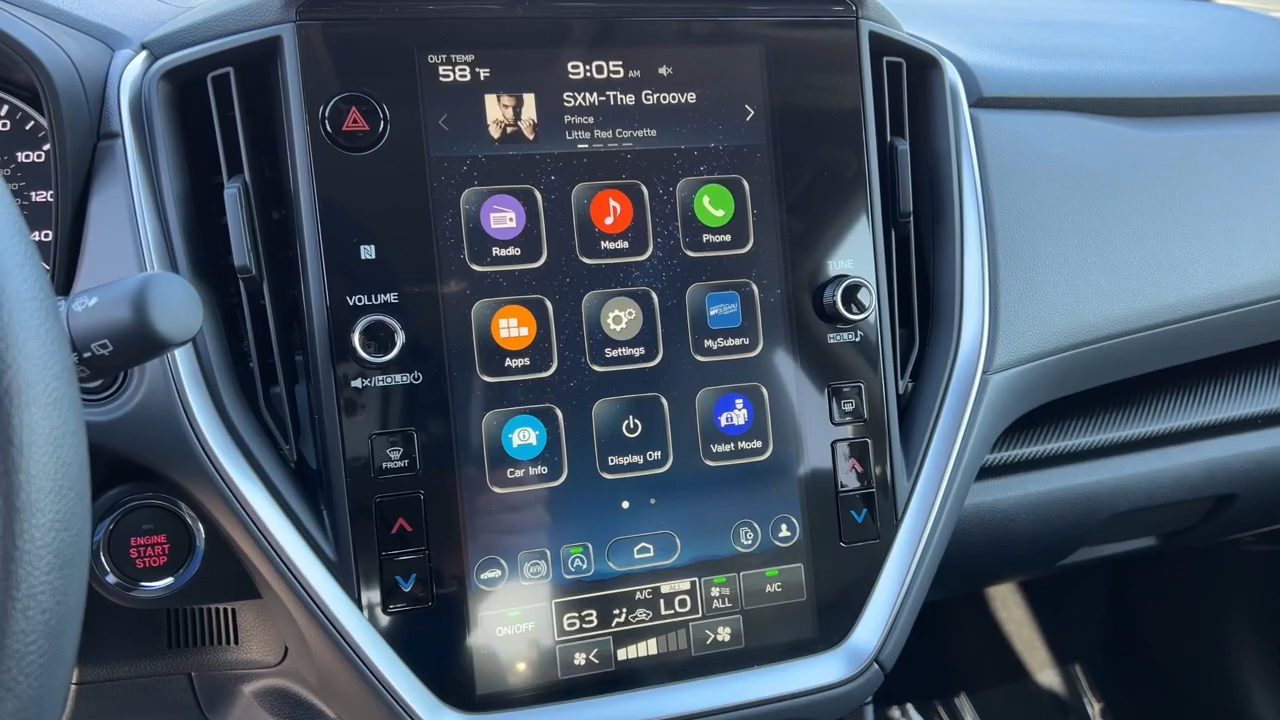 OUT TEMP
58 °F
9:05 AM
SXM-The Groove
Prince
Little Red Corvette
100
120
40
Radio
Media
Phone
VOLUME
HOLD
TUNE
HOLD
Apps
Settings
MySubaru
Car Info
Display Off
Valet Mode
FRONT
ENGINE
START
STOP
AVH
A
ON/OFF
63
A/C
LO
ALL
A/C